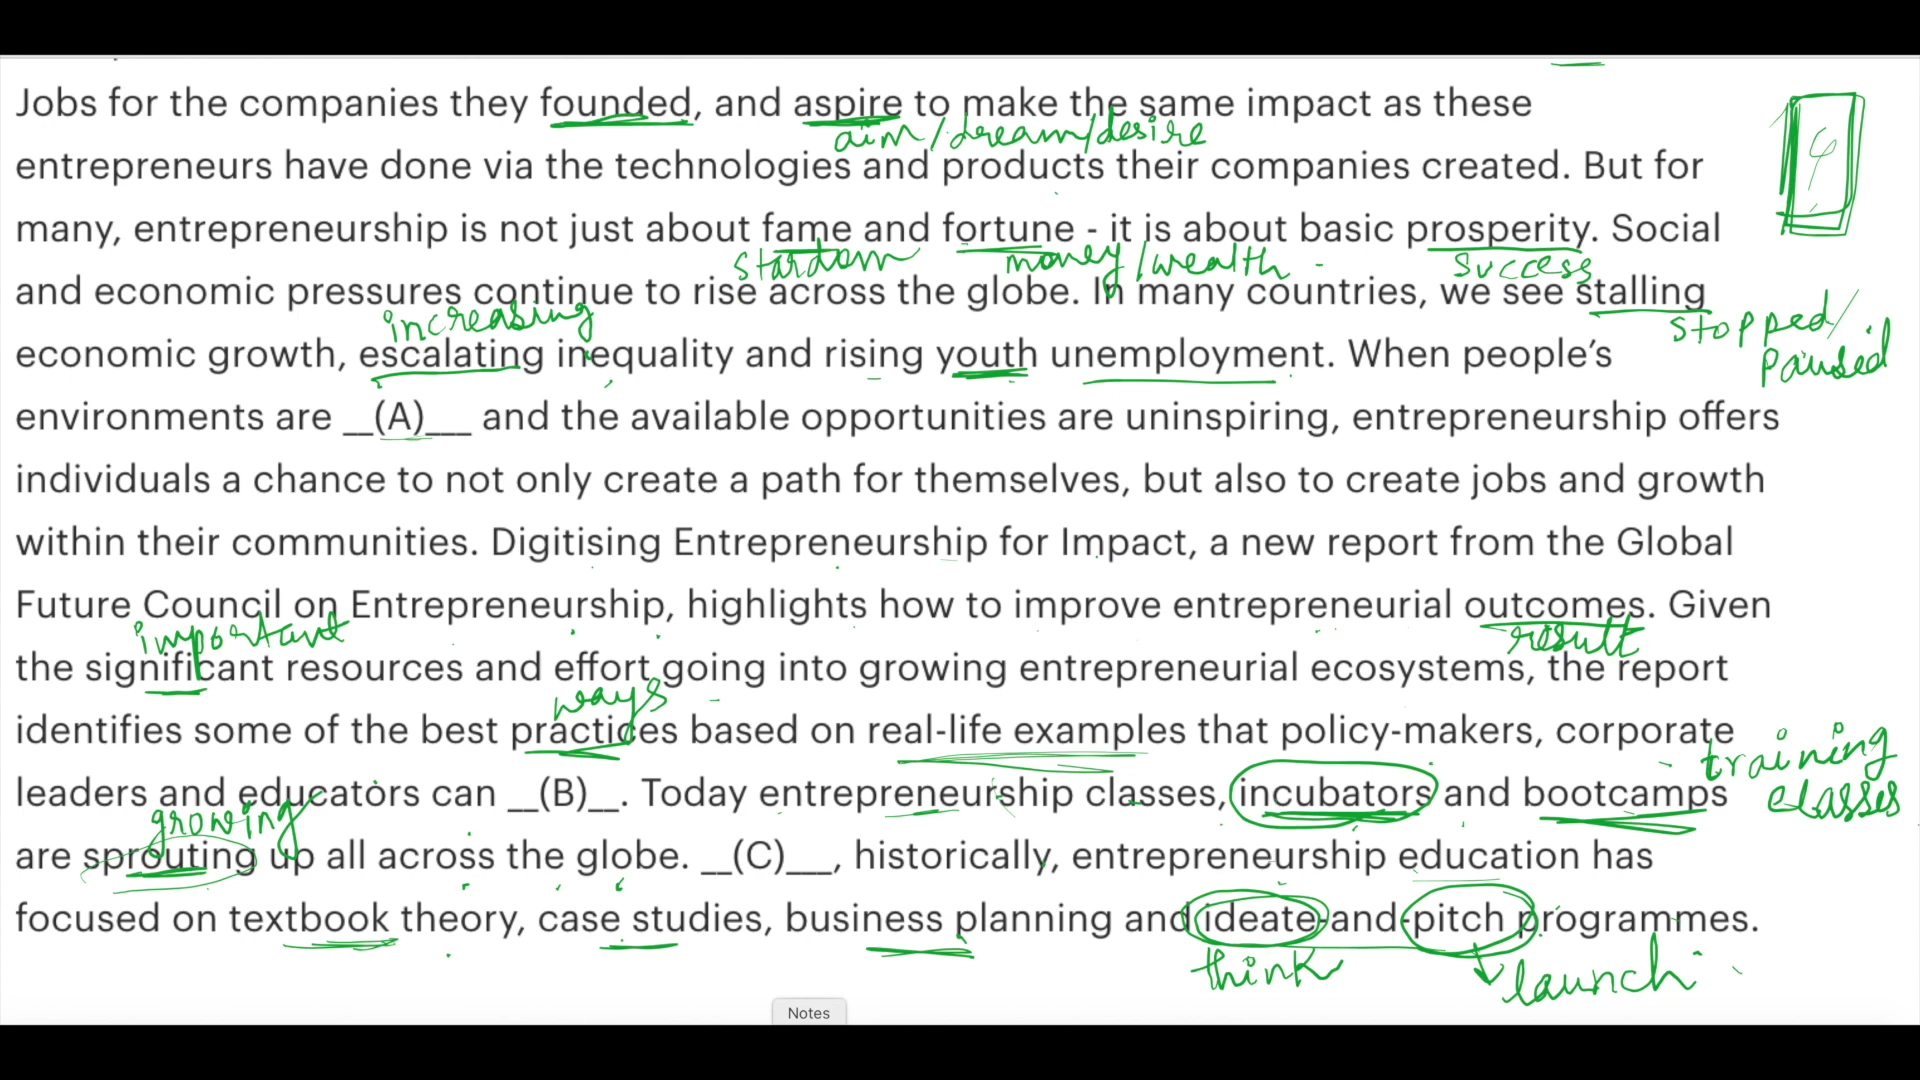 Jobs for the companies they founded, and aspire to make the same impact as these
aim/dream/desire
4
entrepreneurs have done via the technologies and products their companies created. But for
many, entrepreneurship is not just about fame and fortune - it is about basic prosperity. Social
stardom money/wealth success
and economic pressures continue to rise across the globe. In many countries, we see stalling
increasing stopped/
paused
economic growth, escalating inequality and rising youth unemployment. When people’s
environments are __(A)___ and the available opportunities are uninspiring, entrepreneurship offers
individuals a chance to not only create a path for themselves, but also to create jobs and growth
within their communities. Digitising Entrepreneurship for Impact, a new report from the Global
Future Council on Entrepreneurship, highlights how to improve entrepreneurial outcomes. Given
important result
the significant resources and effort going into growing entrepreneurial ecosystems, the report
ways
identifies some of the best practices based on real-life examples that policy-makers, corporate
training
classes
leaders and educators can __(B)__. Today entrepreneurship classes, incubators and bootcamps
growing
are sprouting up all across the globe. __(C)___, historically, entrepreneurship education has
focused on textbook theory, case studies, business planning and ideate-and-pitch programmes.
think launch
Notes